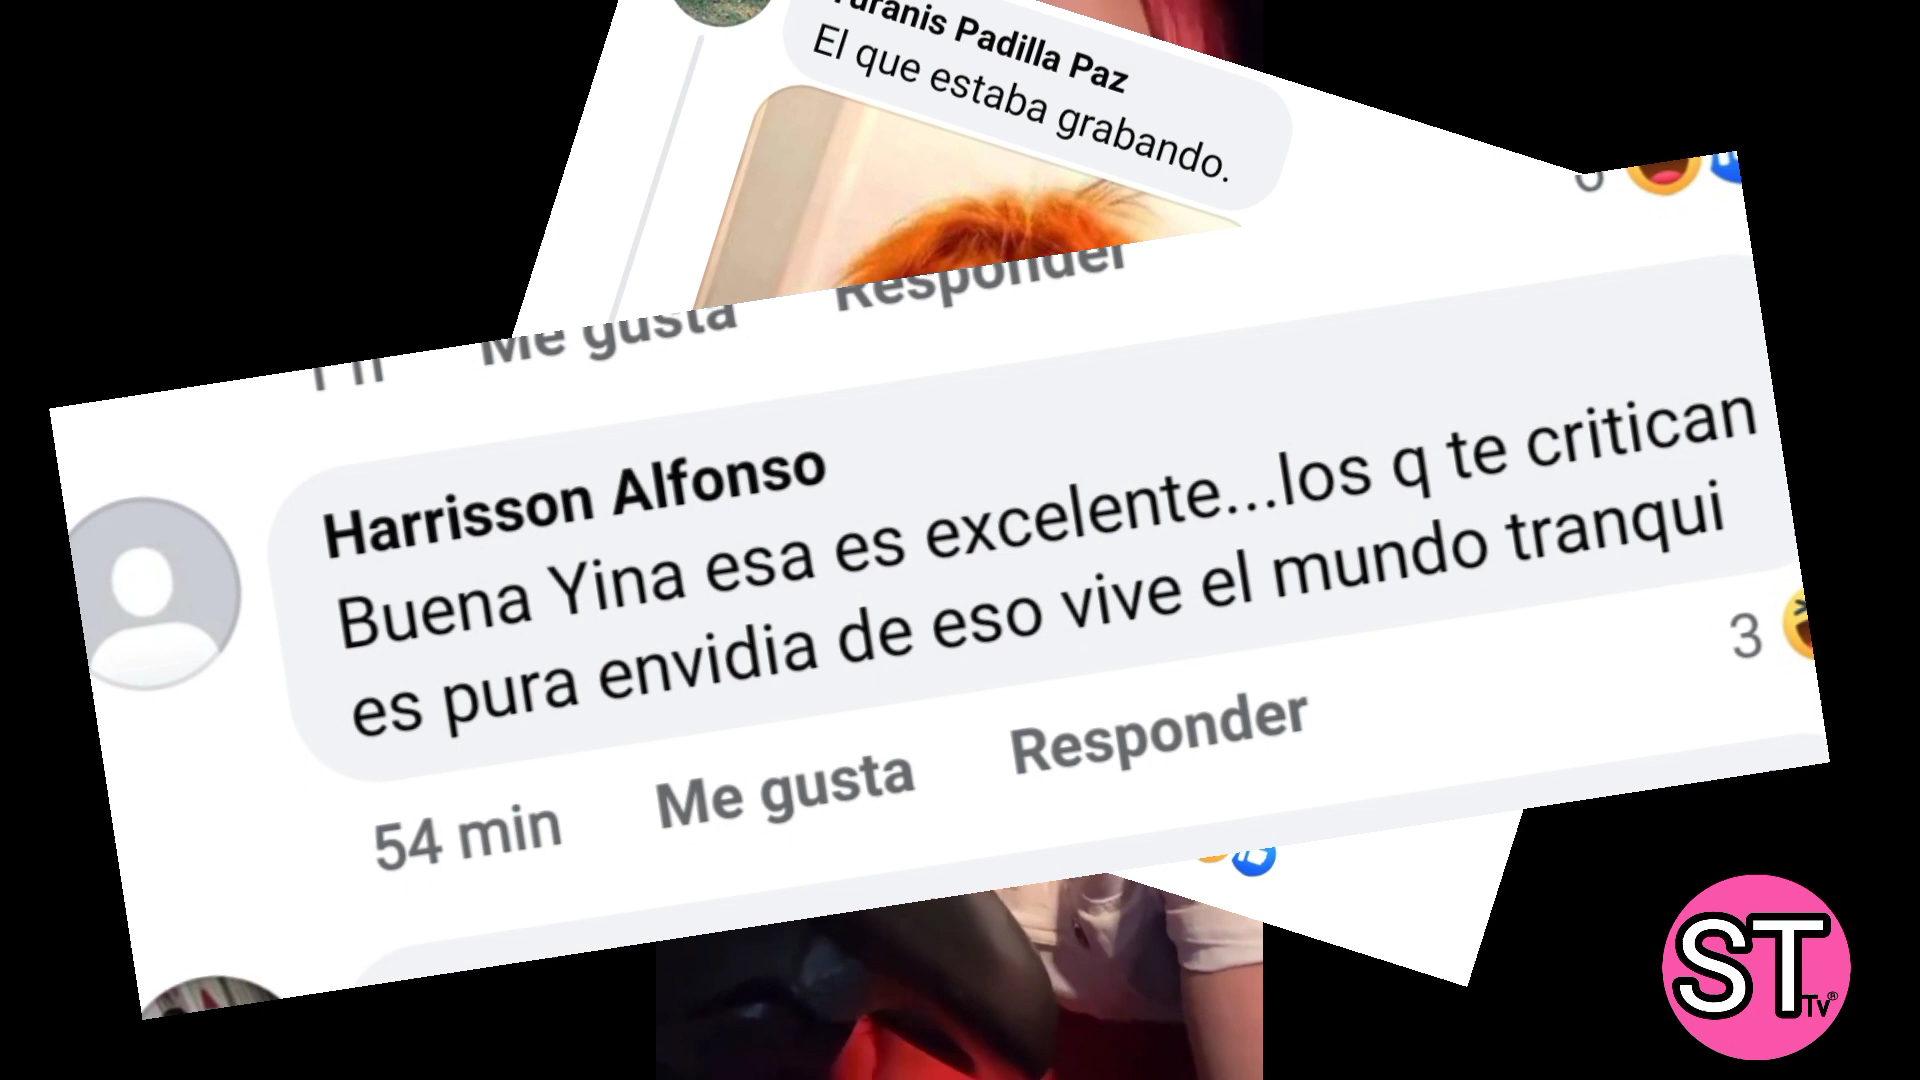 Padilla Paz
El que estaba grabando.
Me gusta
Responder
Harrisson Alfonso
Buena Yina esa es excelente...los q te critican
es pura envidia de eso vive el mundo tranqui
3
54 min
Me gusta
Responder
ST
TV®